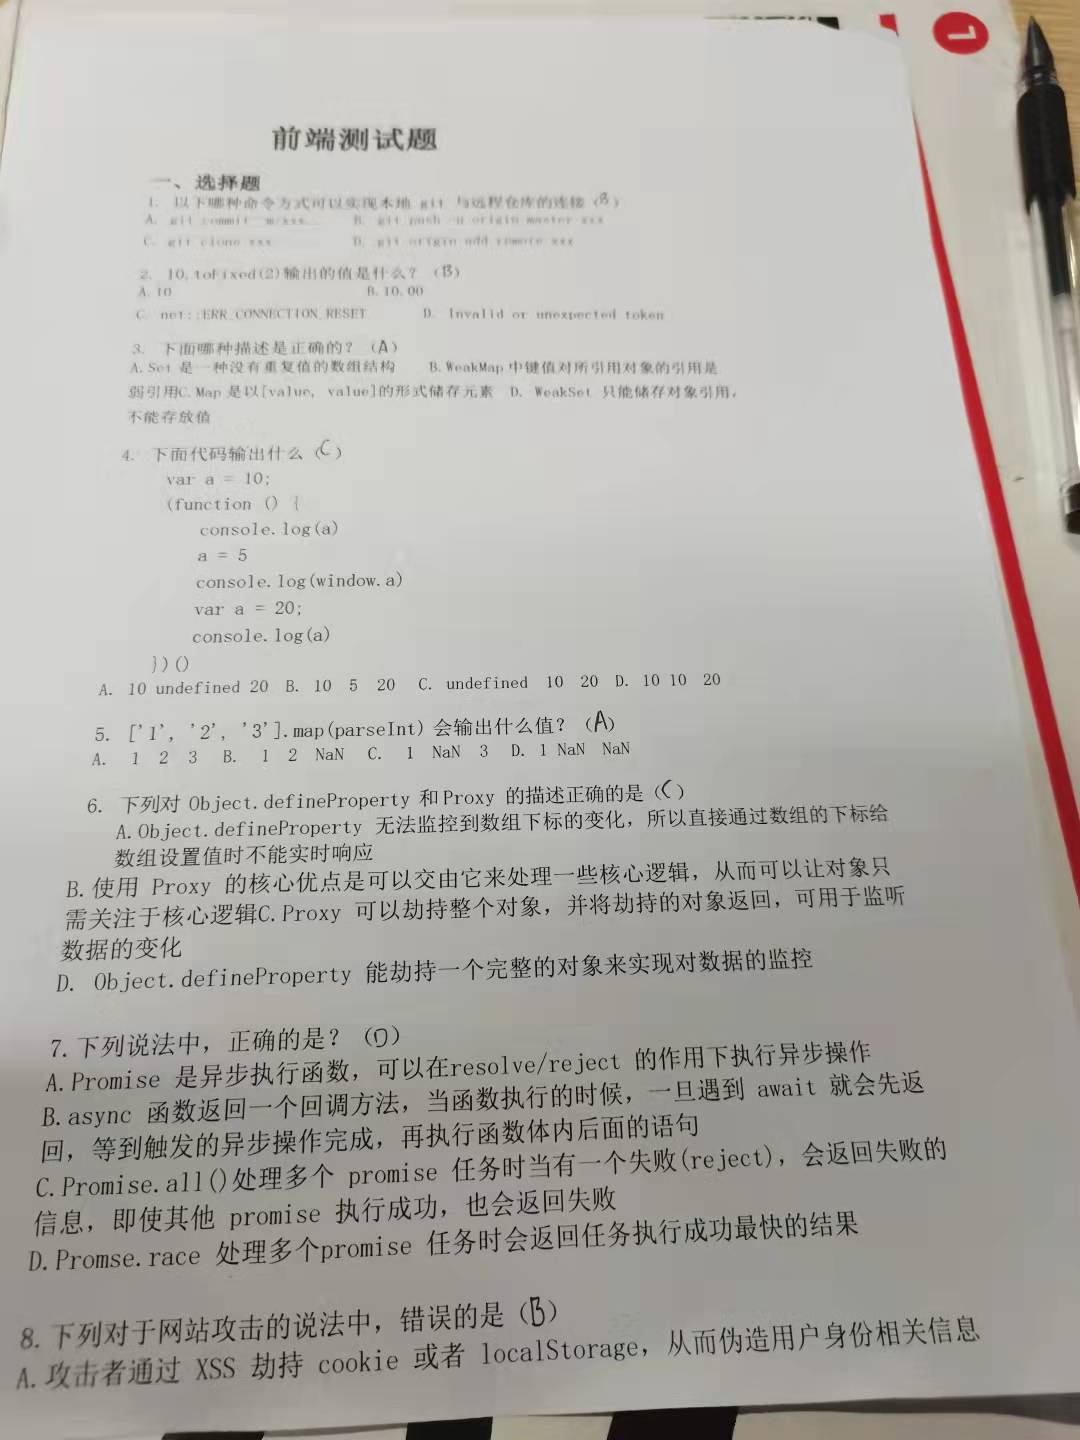 前端测试题
一、选择题
1. 以下哪种命令方式可以实现本地 git 与远程仓库的连接（B）
A. git commit -m/xxx B. git push -u origin master xxx
C. git clone xxx D. git origin add remote xxx
2. 10.toFixed(2)输出的值是什么？（B）
A. 10 B. 10.00
C. net::ERR_CONNECTION_RESET D. Invalid or unexpected token
3. 下面哪种描述是正确的？（A）
A.Set 是一种没有重复值的数组结构 B.WeakMap 中键值对所引用对象的引用是
弱引用C.Map 是以[value, value]的形式储存元素 D. WeakSet 只能储存对象引用，
不能存放值
4. 下面代码输出什么（C）
var a = 10;
(function () {
console.log(a)
a = 5
console.log(window.a)
var a = 20;
console.log(a)
})()
A. 10 undefined 20 B. 10 5 20 C. undefined 10 20 D. 10 10 20
5. ['1', '2', '3'].map(parseInt) 会输出什么值？（A）
A. 1 2 3 B. 1 2 NaN C. 1 NaN 3 D. 1 NaN NaN
6. 下列对 Object.defineProperty 和 Proxy 的描述正确的是（C）
A.Object.defineProperty 无法监控到数组下标的变化，所以直接通过数组的下标给
数组设置值时不能实时响应
B.使用 Proxy 的核心优点是可以交由它来处理一些核心逻辑，从而可以让对象只
需关注于核心逻辑C.Proxy 可以劫持整个对象，并将劫持的对象返回，可用于监听
数据的变化
D. Object.defineProperty 能劫持一个完整的对象来实现对数据的监控
7.下列说法中，正确的是？（D）
A.Promise 是异步执行函数，可以在resolve/reject 的作用下执行异步操作
B.async 函数返回一个回调方法，当函数执行的时候，一旦遇到 await 就会先返
回，等到触发的异步操作完成，再执行函数体内后面的语句
C.Promise.all()处理多个 promise 任务时当有一个失败(reject)，会返回失败的
信息，即使其他 promise 执行成功，也会返回失败
D.Promse.race 处理多个promise 任务时会返回任务执行成功最快的结果
8.下列对于网站攻击的说法中，错误的是（B）
A.攻击者通过 XSS 劫持 cookie 或者 localStorage，从而伪造用户身份相关信息